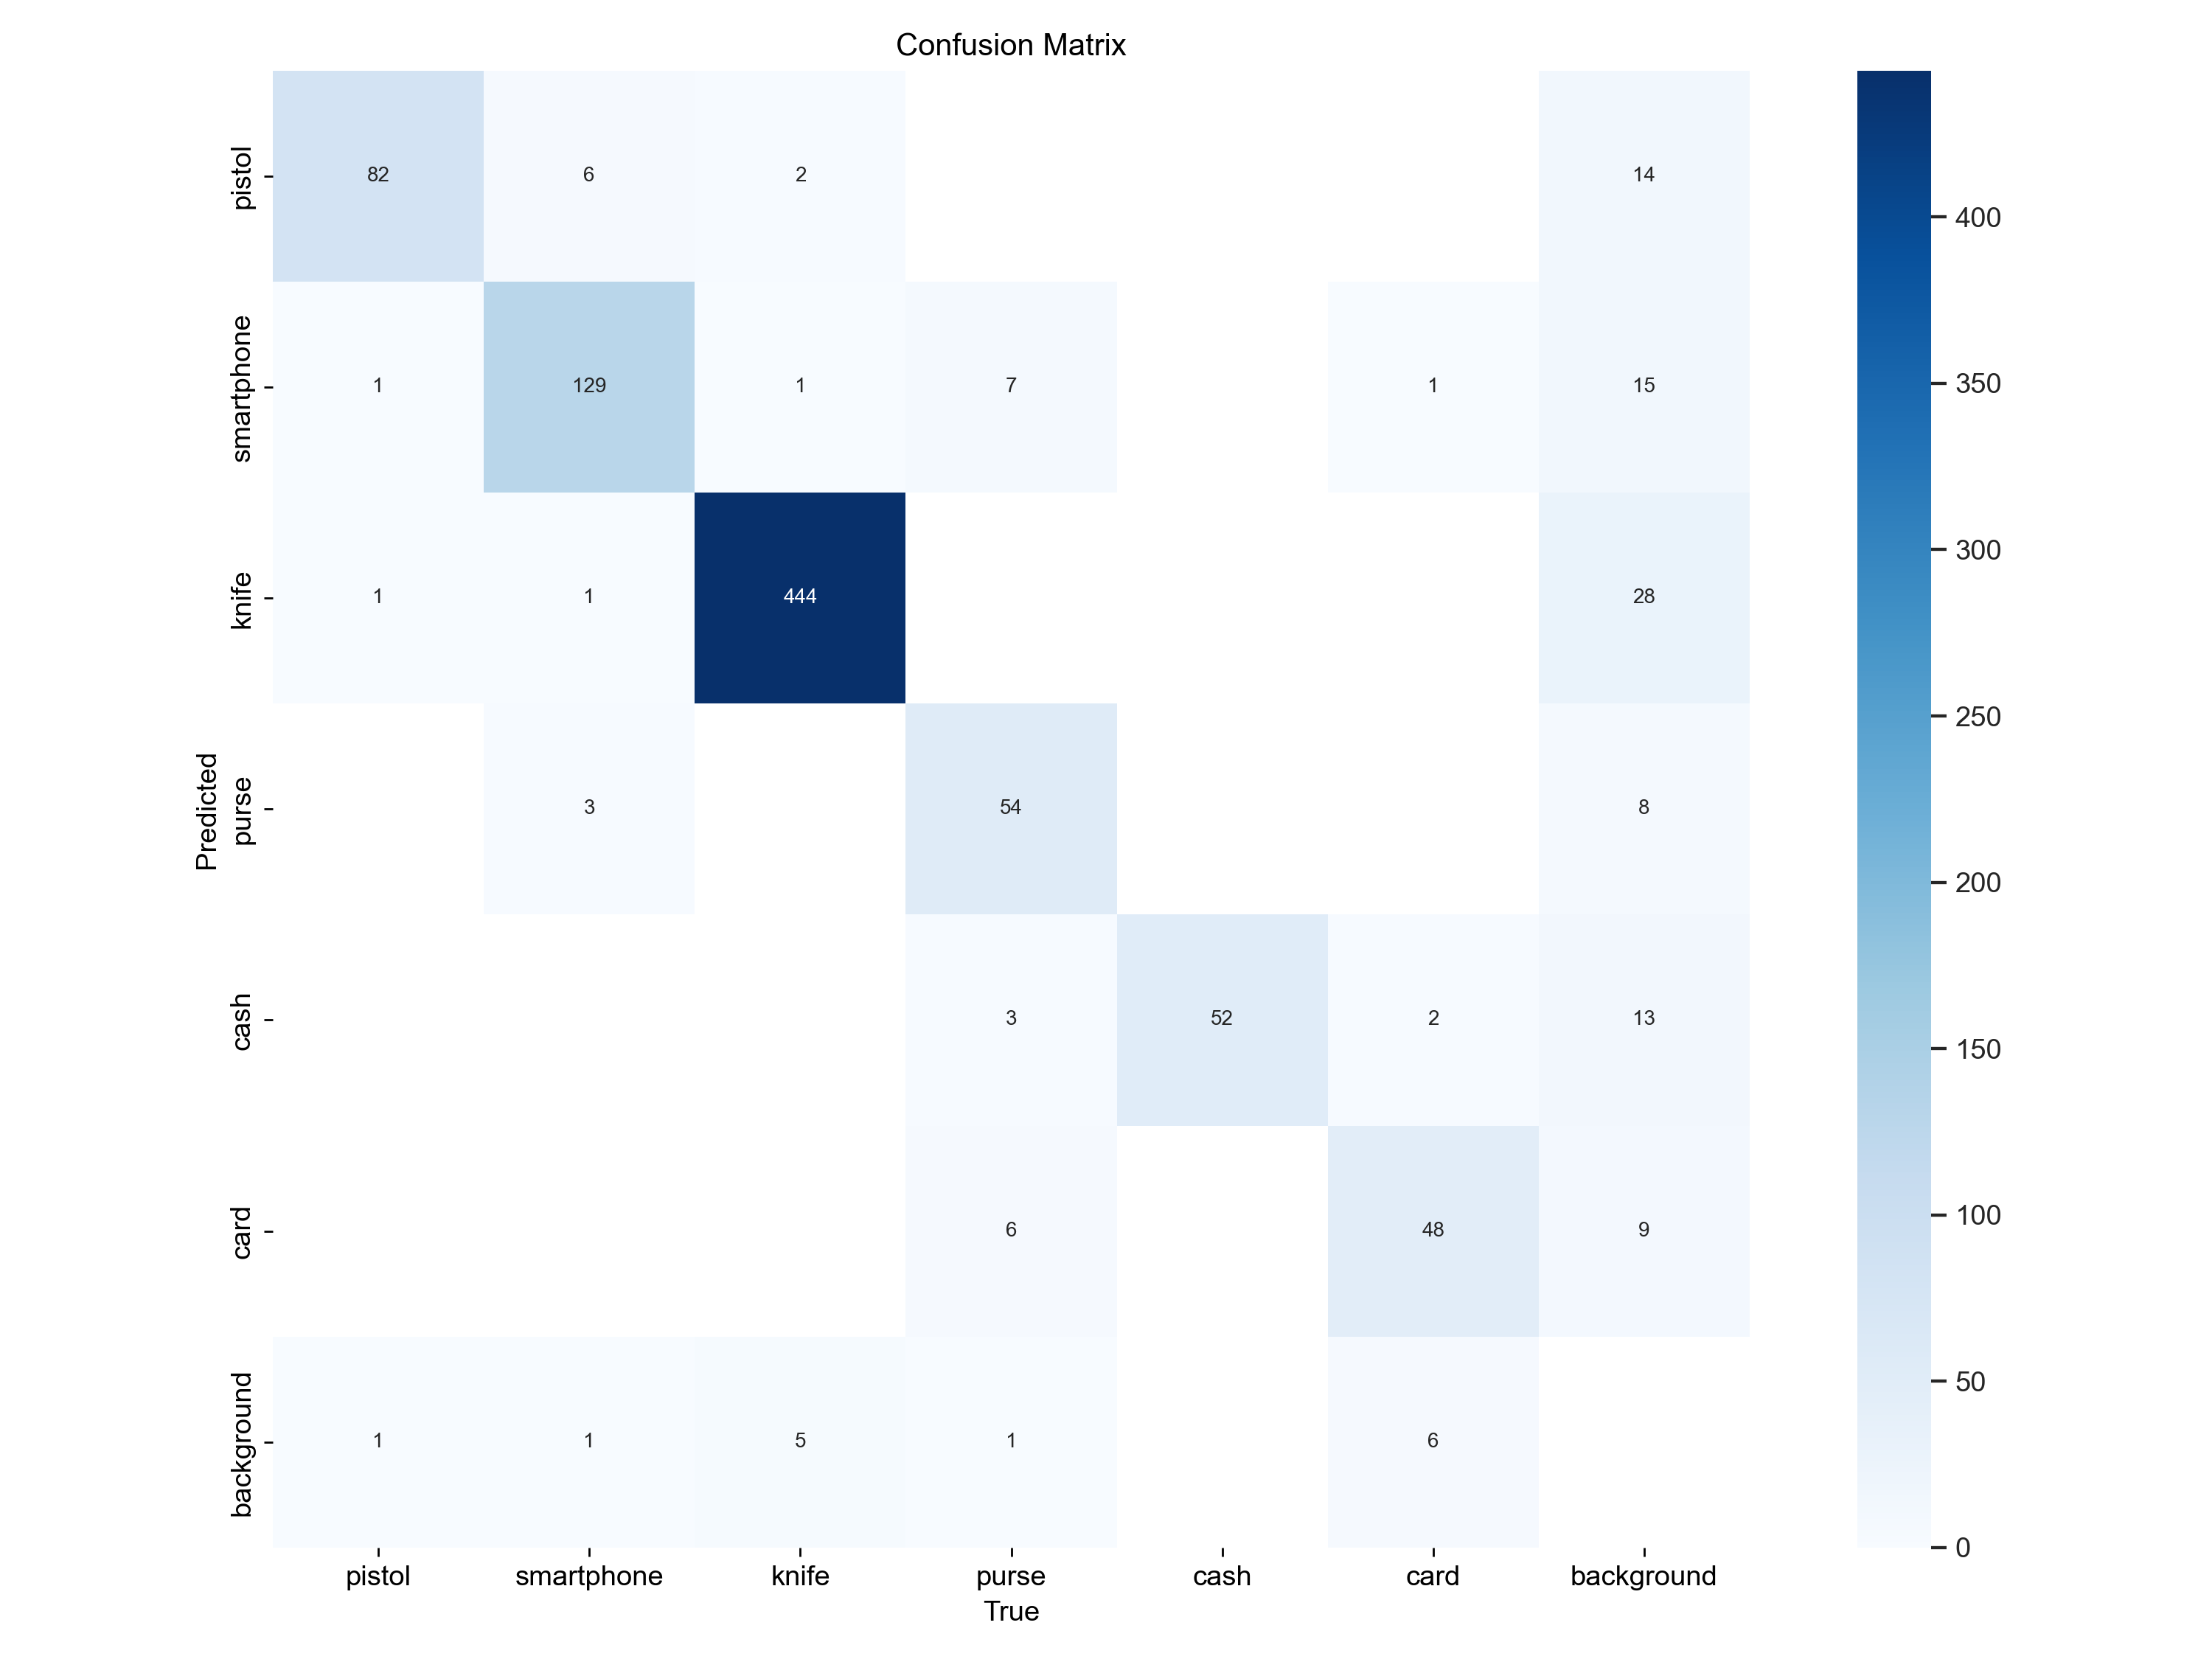 Confusion Matrix
Predicted
pistol
82 6 2 14
smartphone
1 129 1 7 1 15
knife
1 1 444 28
purse
3 54 8
cash
3 52 2 13
card
6 48 9
background
1 1 5 1 6
pistol smartphone knife purse cash card background
True
400
350
300
250
200
150
100
50
0